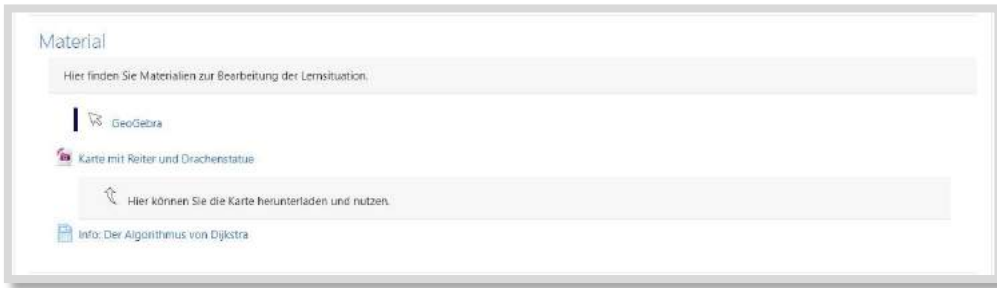 Material
Hier finden Sie Materialien zur Bearbeitung der Lernsituation.
GeoGebra
Karte mit Reiter und Drachenstatue
Hier können Sie die Karte herunterladen und nutzen.
Info: Der Algorithmus von Dijkstra